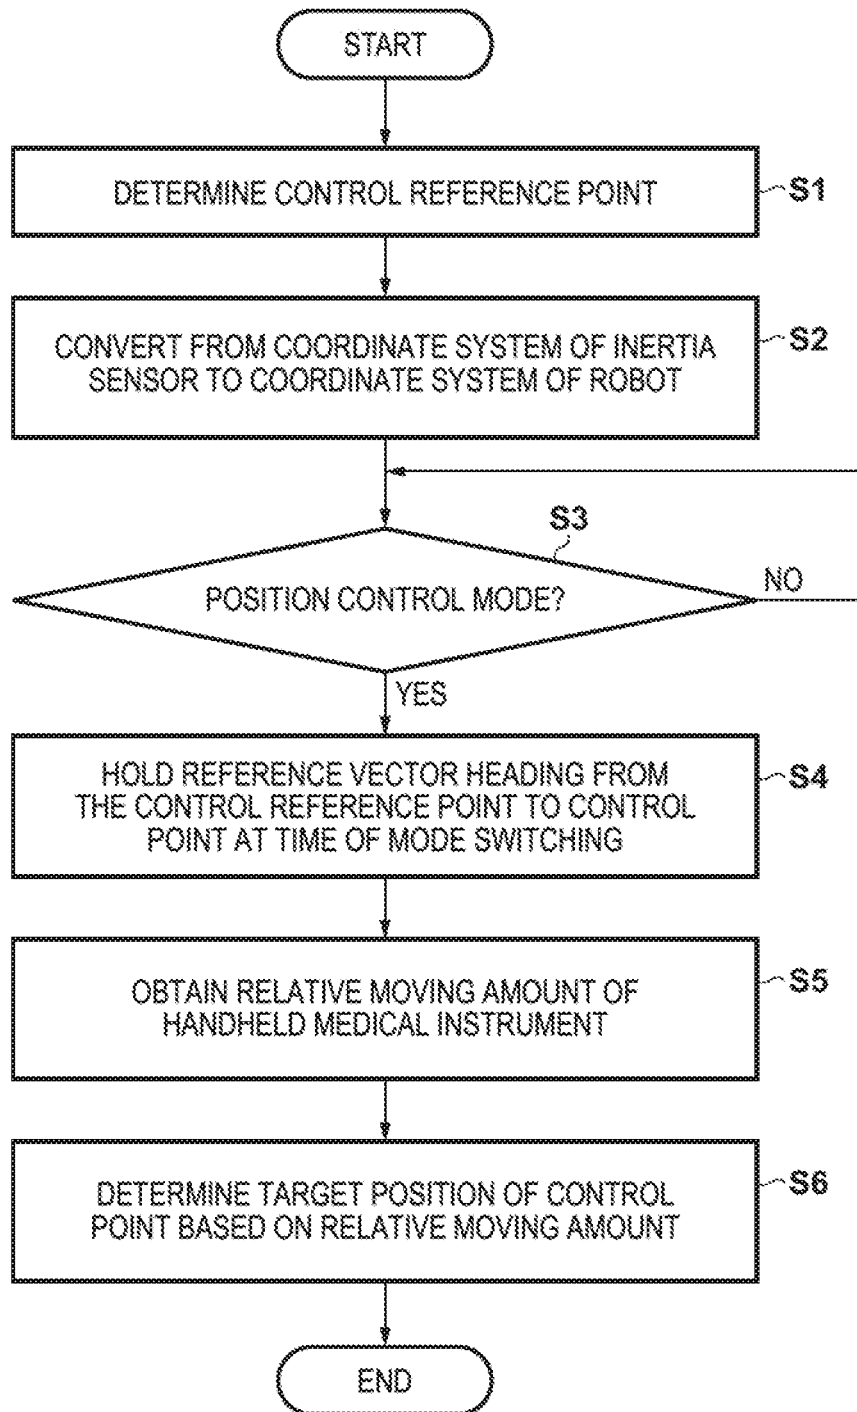 START
DETERMINE CONTROL REFERENCE POINT
S1
CONVERT FROM COORDINATE SYSTEM OF INERTIA
SENSOR TO COORDINATE SYSTEM OF ROBOT
S2
S3
POSITION CONTROL MODE?
NO
YES
HOLD REFERENCE VECTOR HEADING FROM
THE CONTROL REFERENCE POINT TO CONTROL
POINT AT TIME OF MODE SWITCHING
S4
OBTAIN RELATIVE MOVING AMOUNT OF
HANDHELD MEDICAL INSTRUMENT
S5
DETERMINE TARGET POSITION OF CONTROL
POINT BASED ON RELATIVE MOVING AMOUNT
S6
END